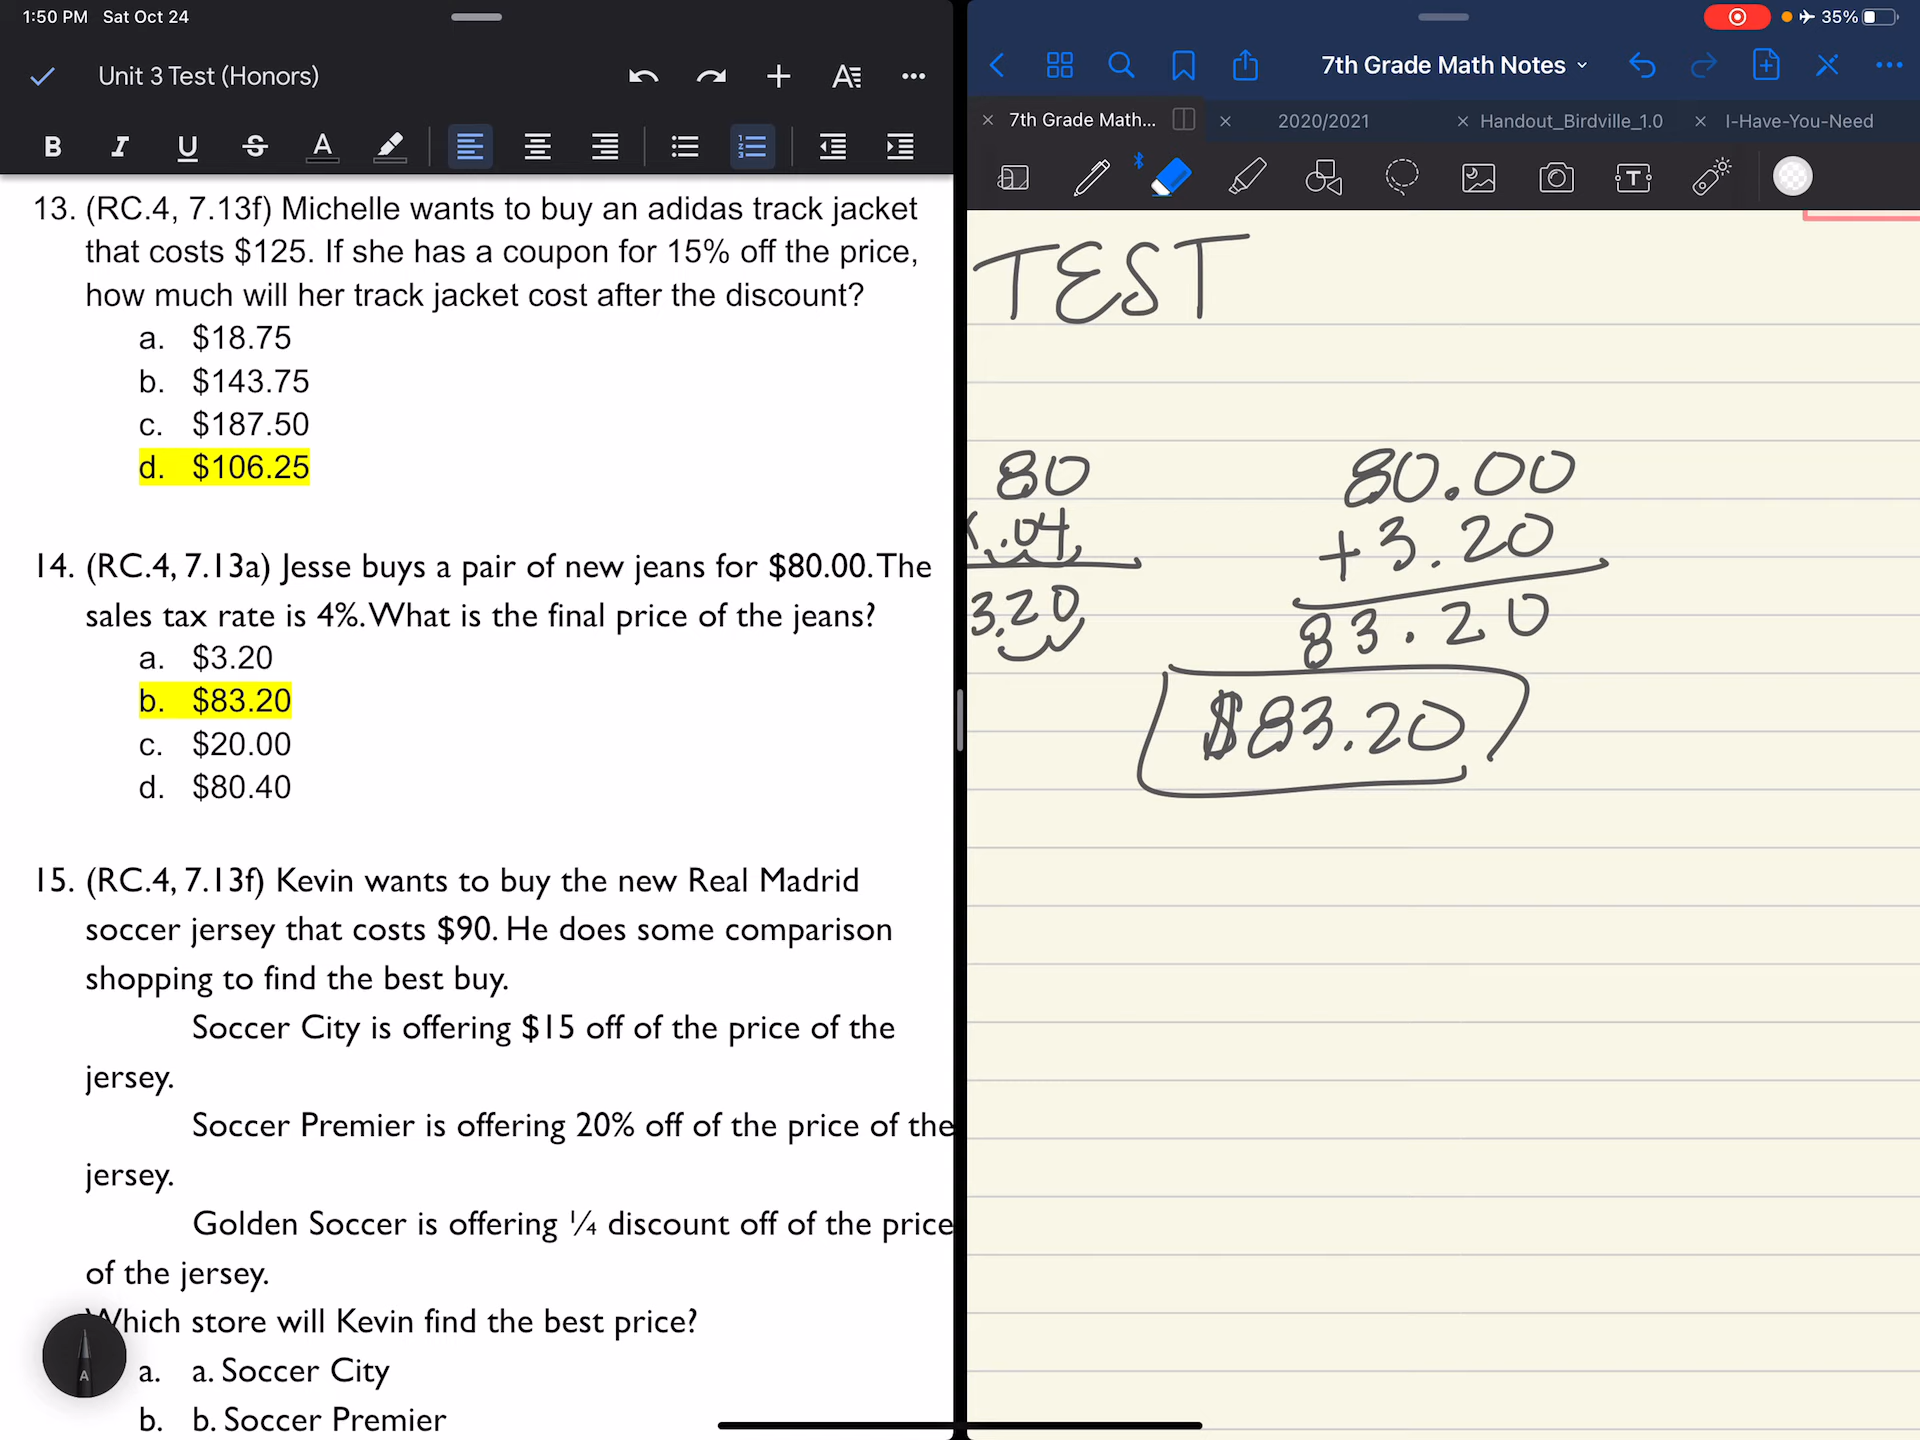 1:50 PM Sat Oct 24
Unit 3 Test (Honors)
B I U S A
13. (RC.4, 7.13f) Michelle wants to buy an adidas track jacket
that costs $125. If she has a coupon for 15% off the price,
how much will her track jacket cost after the discount?
a. $18.75
b. $143.75
c. $187.50
d. $106.25
14. (RC.4, 7.13a) Jesse buys a pair of new jeans for $80.00. The
sales tax rate is 4%. What is the final price of the jeans?
a. $3.20
b. $83.20
c. $20.00
d. $80.40
15. (RC.4, 7.13f) Kevin wants to buy the new Real Madrid
soccer jersey that costs $90. He does some comparison
shopping to find the best buy.
Soccer City is offering $15 off of the price of the
jersey.
Soccer Premier is offering 20% off of the price of the
jersey.
Golden Soccer is offering ¼ discount off of the price
of the jersey.
Which store will Kevin find the best price?
a. a. Soccer City
b. b. Soccer Premier
A
35%
7th Grade Math Notes
7th Grade Math... 2020/2021 Handout_Birdville_1.0 I-Have-You-Need
TEST
80
x.04
3.20
80.00
+3.20
83.20
$83.20